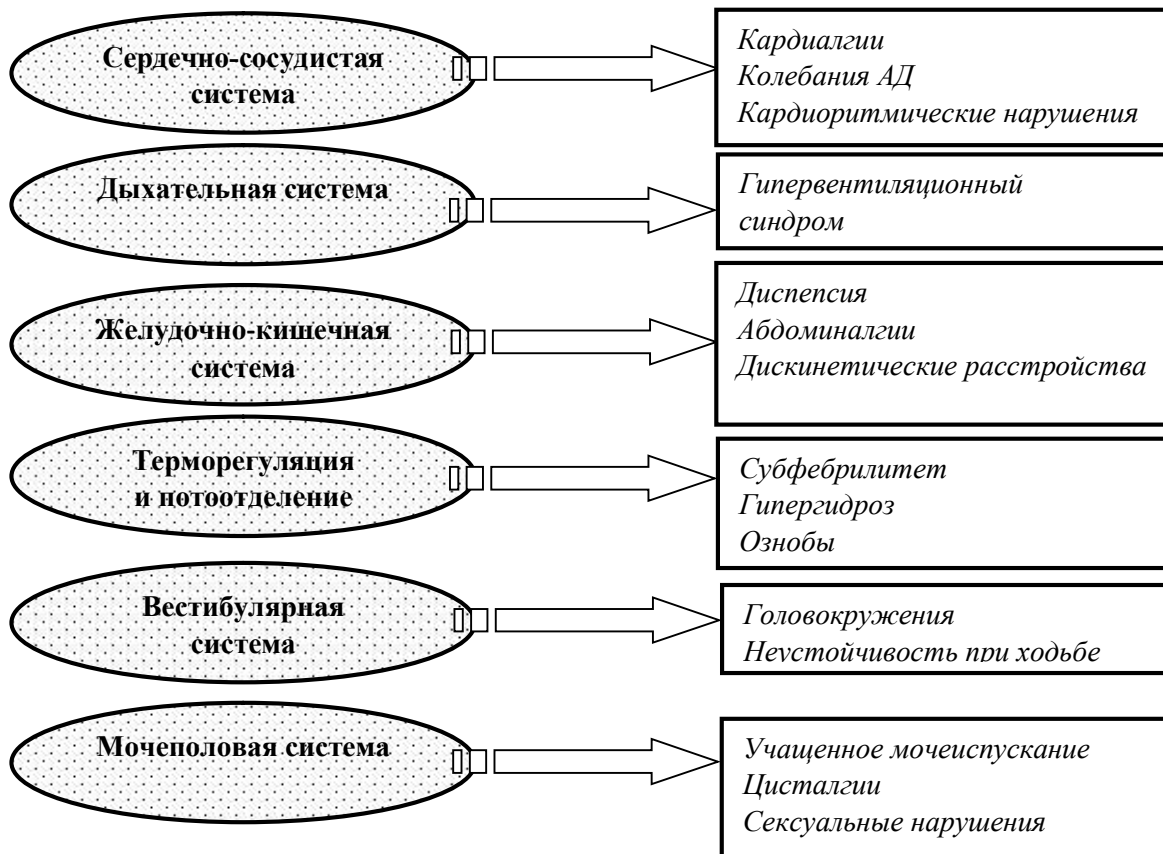 Сердечно-сосудистая
система
Кардиалгии
Колебания АД
Кардиоритмические нарушения
Дыхательная система
Гипервентиляционный
синдром
Желудочно-кишечная
система
Диспепсия
Абдоминалгии
Дискинетические расстройства
Терморегуляция
и потоотделение
Субфебрилитет
Гипергидроз
Ознобы
Вестибулярная
система
Головокружения
Неустойчивость при ходьбе
Мочеполовая система
Учащенное мочеиспускание
Цисталгии
Сексуальные нарушения